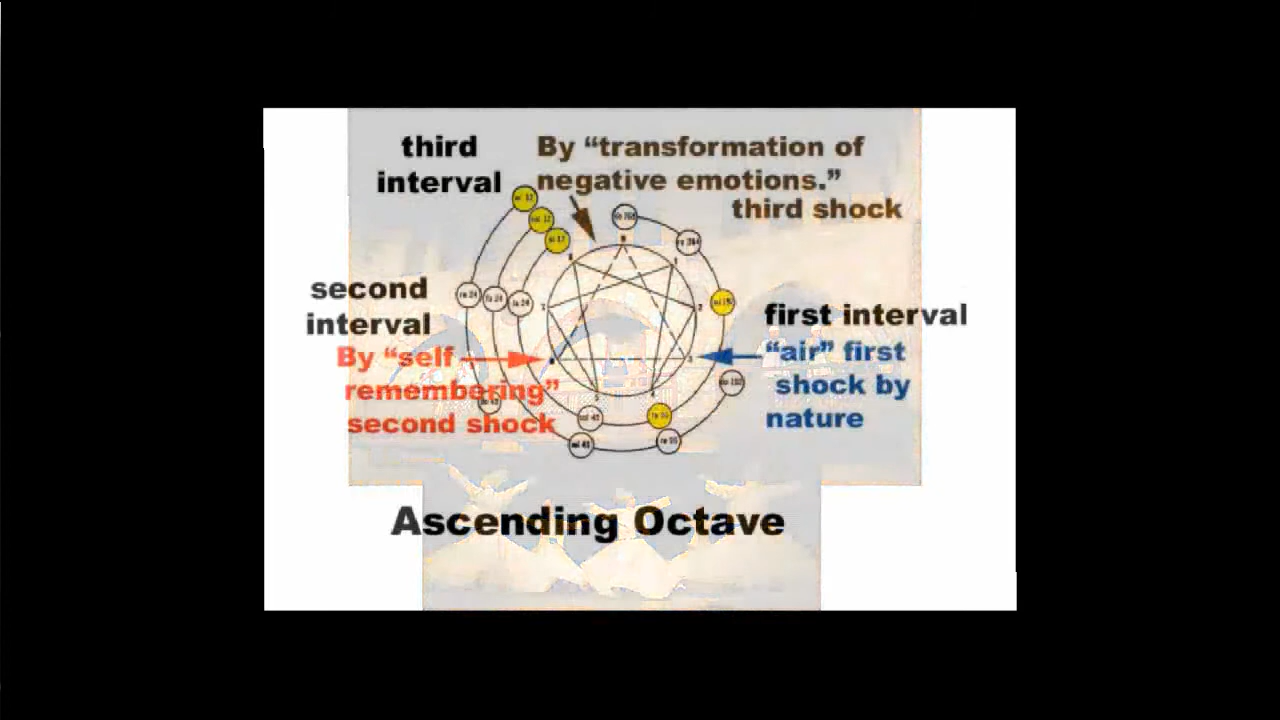 third
interval
By “transformation of
negative emotions.”
third shock
second
interval
By “self
remembering”
second shock
first interval
“air” first
shock by
nature
Ascending Octave